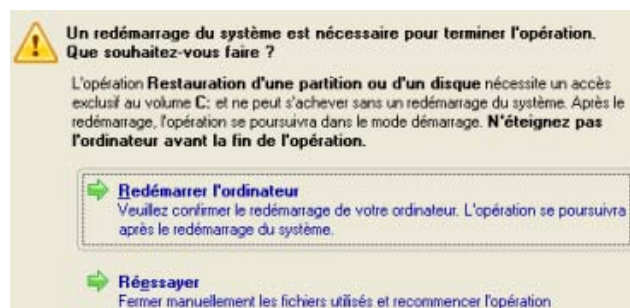 Un redémarrage du système est nécessaire pour terminer l'opération.
Que souhaitez-vous faire ?
L'opération Restauration d'une partition ou d'un disque nécessite un accès
exclusif au volume C: et ne peut s'achever sans un redémarrage du système. Après le
redémarrage, l'opération se poursuivra dans le mode démarrage. N'éteignez pas
l'ordinateur avant la fin de l'opération.
Redémarrer l'ordinateur
Veuillez confirmer le redémarrage de votre ordinateur. L'opération se poursuivra
après le redémarrage du système.
Réessayer
Fermer manuellement les fichiers utilisés et recommencer l'opération